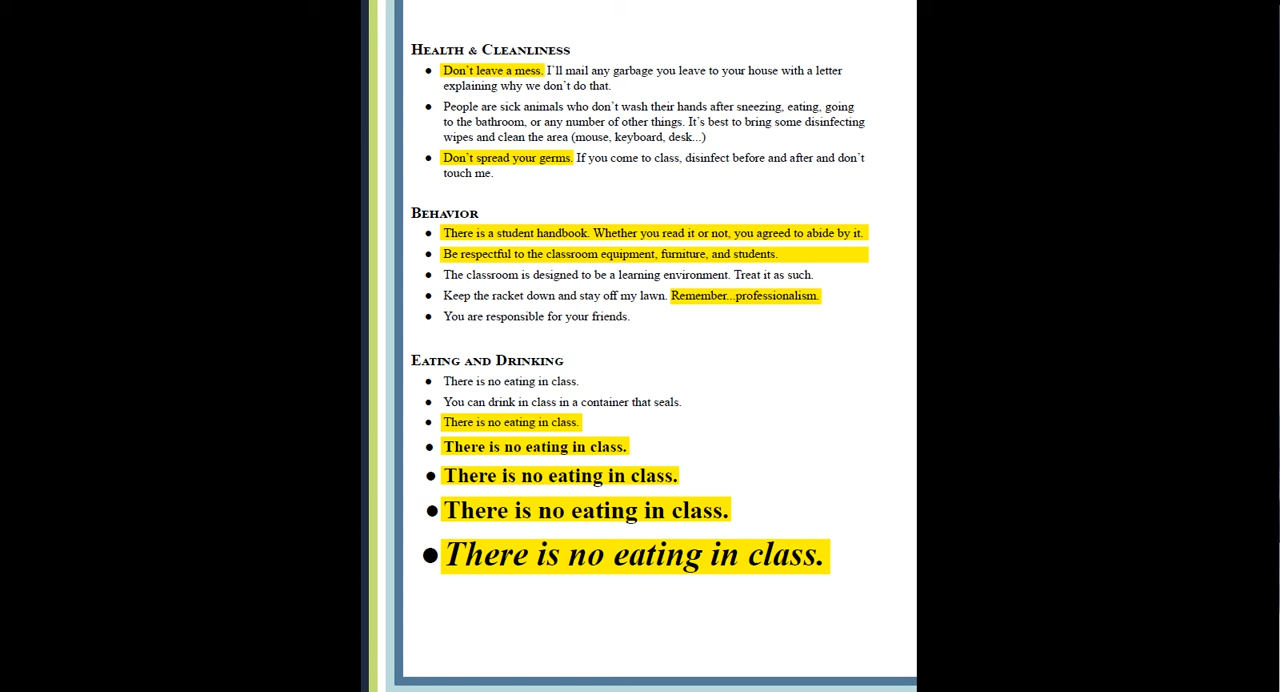 HEALTH & CLEANLINESS
● Don't leave a mess. I'll mail any garbage you leave to your house with a letter
explaining why we don't do that.
● People are sick animals who don't wash their hands after sneezing, eating, going
to the bathroom, or any number of other things. It's best to bring some disinfecting
wipes and clean the area (mouse, keyboard, desk...)
● Don't spread your germs. If you come to class, disinfect before and after and don't
touch me.
BEHAVIOR
● There is a student handbook. Whether you read it or not, you agreed to abide by it.
● Be respectful to the classroom equipment, furniture, and students.
● The classroom is designed to be a learning environment. Treat it as such.
● Keep the racket down and stay off my lawn. Remember...professionalism.
● You are responsible for your friends.
EATING AND DRINKING
● There is no eating in class.
● You can drink in class in a container that seals.
● There is no eating in class.
● There is no eating in class.
● There is no eating in class.
● There is no eating in class.
● There is no eating in class.